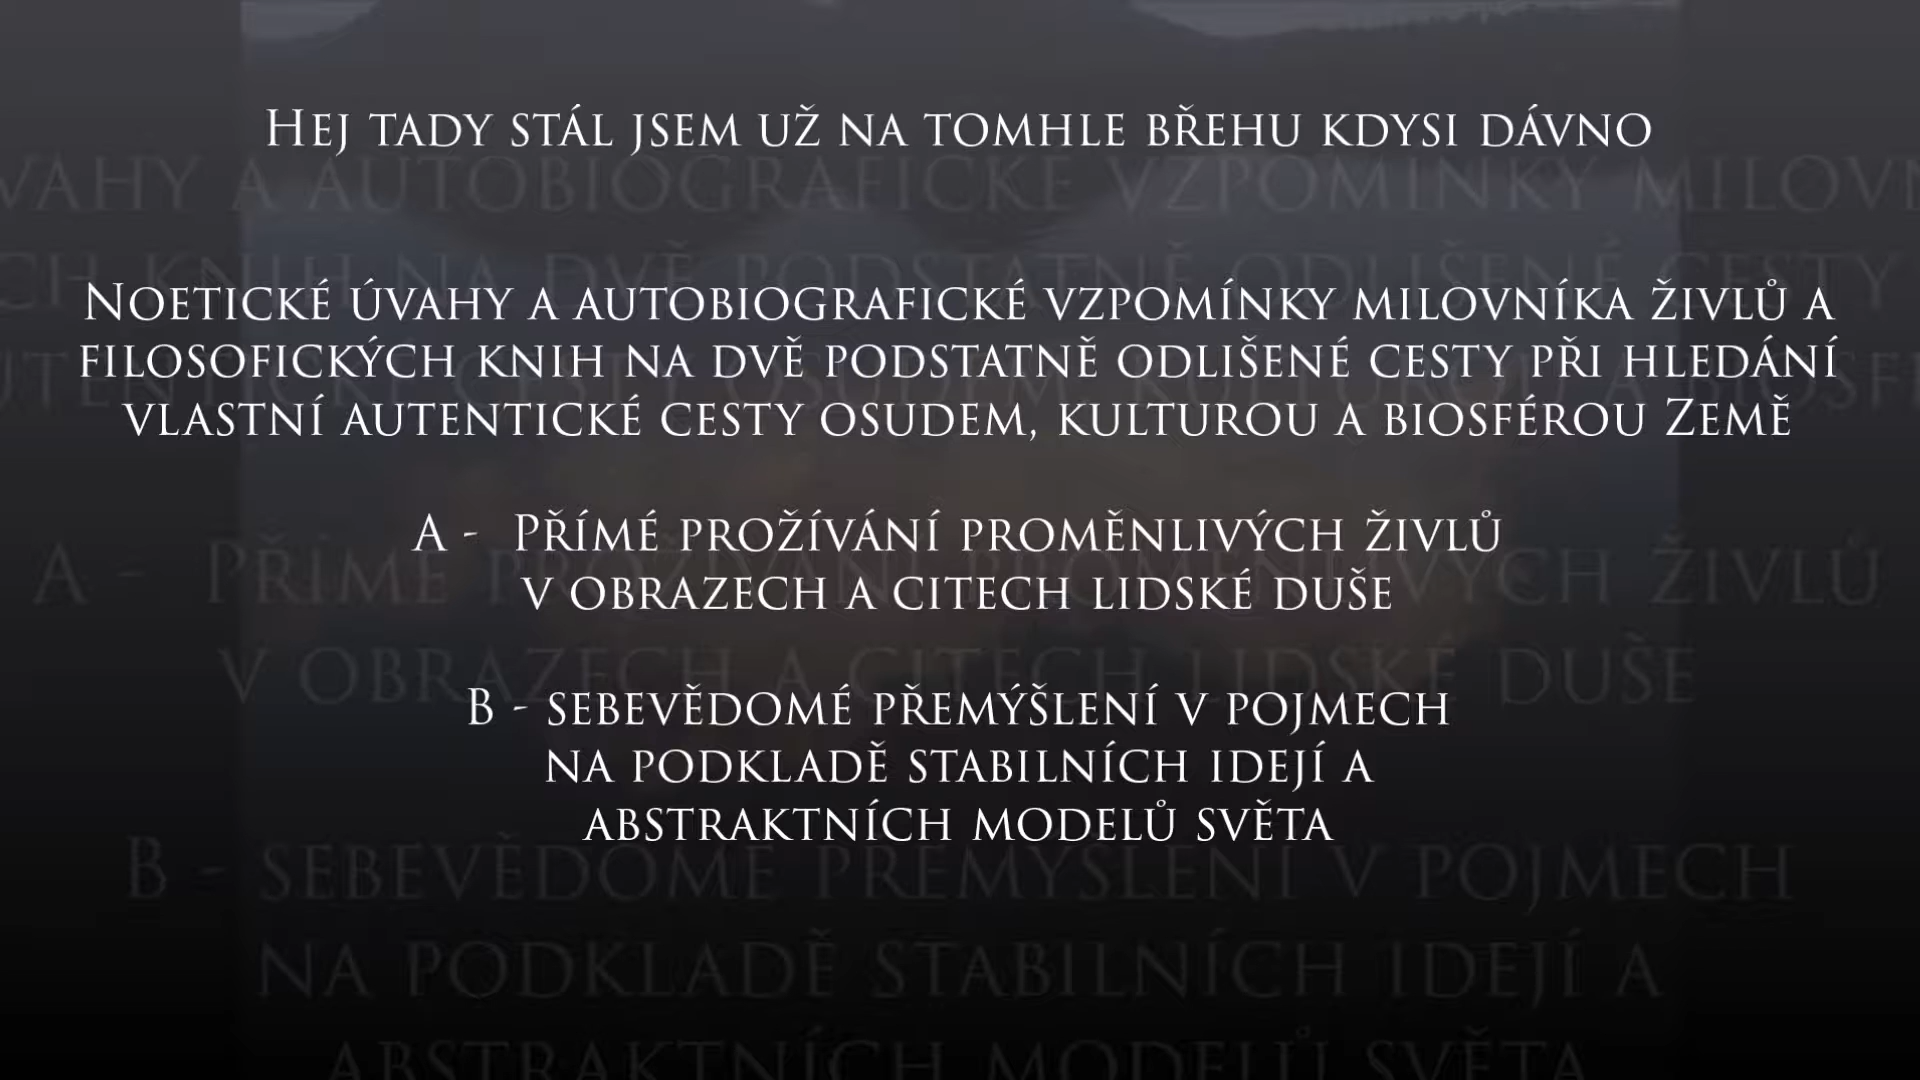 Hej tady stál jsem už na tomhle břehu kdysi dávno
Noetické úvahy a autobiografické vzpomínky milovníka živlů a
filosofických knih na dvě podstatně odlišené cesty při hledání
vlastní autentické cesty osudem, kulturou a biosférou Země
A - Přímé prožívání proměnlivých živlů
v obrazech a citech lidské duše
B - sebevědomé přemýšlení v pojmech
na podkladě stabilních idejí a
abstraktních modelů světa